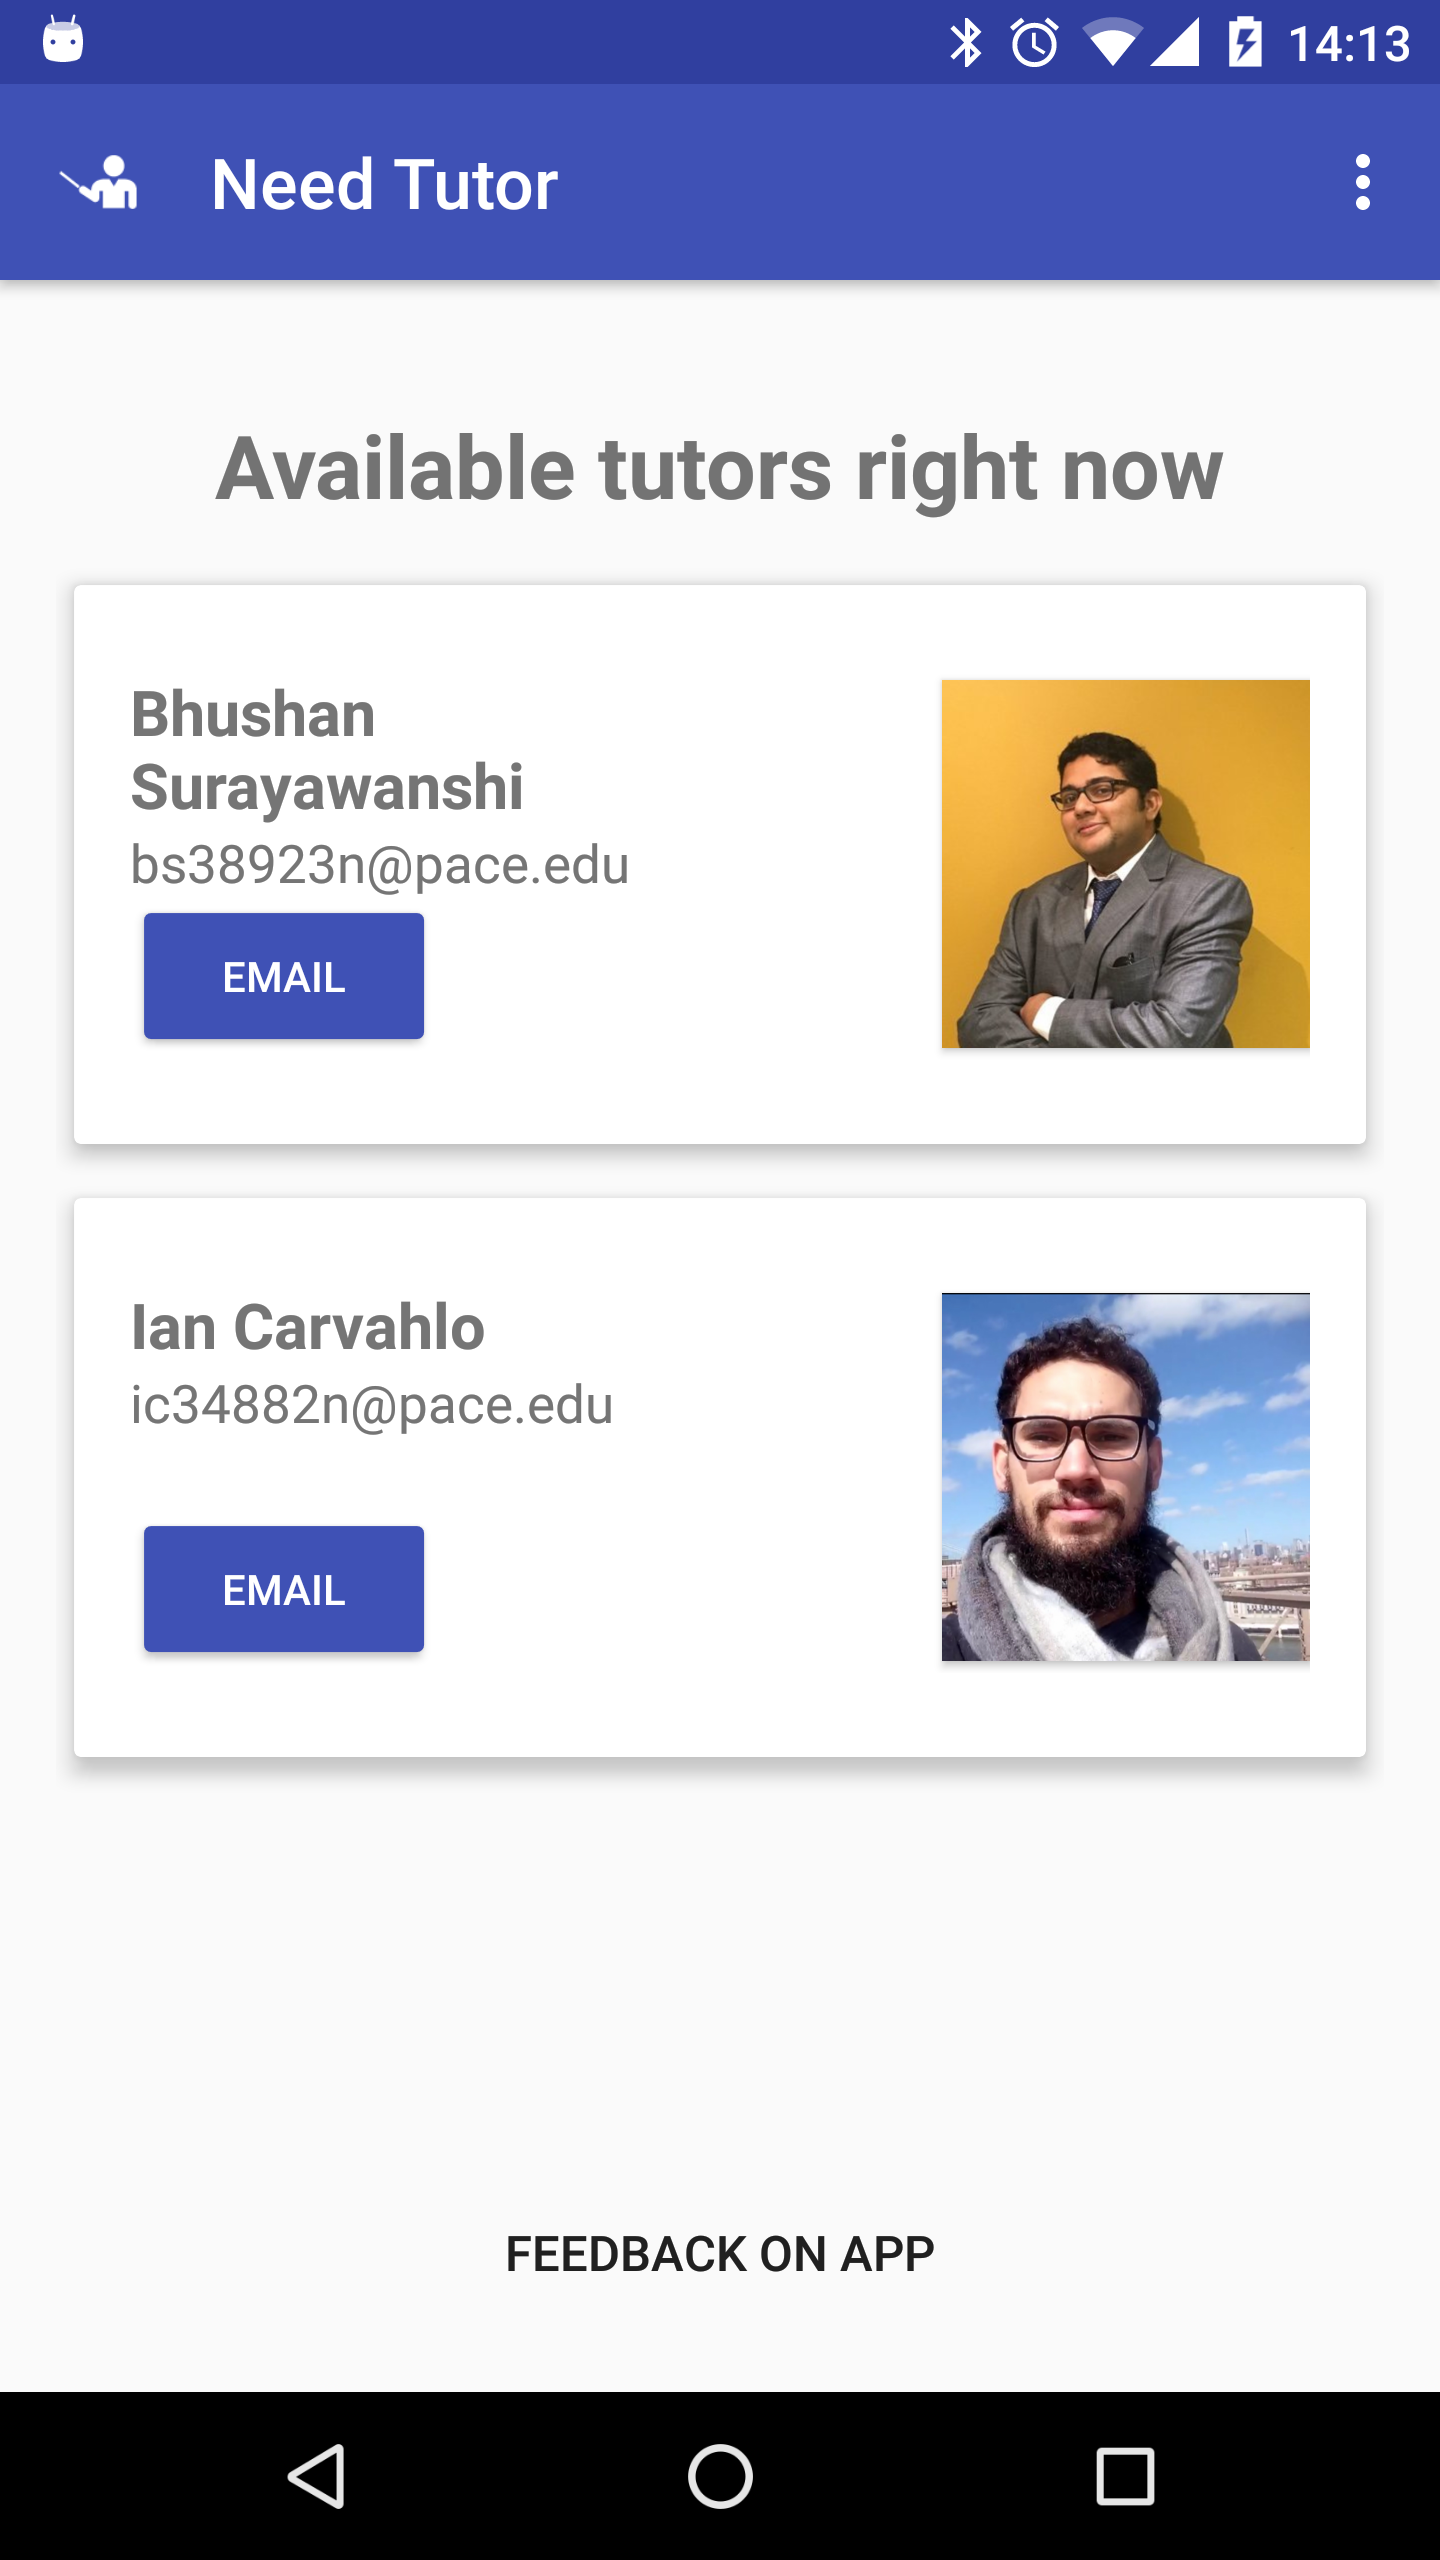 14:13
Need Tutor
Available tutors right now
Bhushan
Surayawanshi
bs38923n@pace.edu
EMAIL
Ian Carvahlo
ic34882n@pace.edu
EMAIL
FEEDBACK ON APP